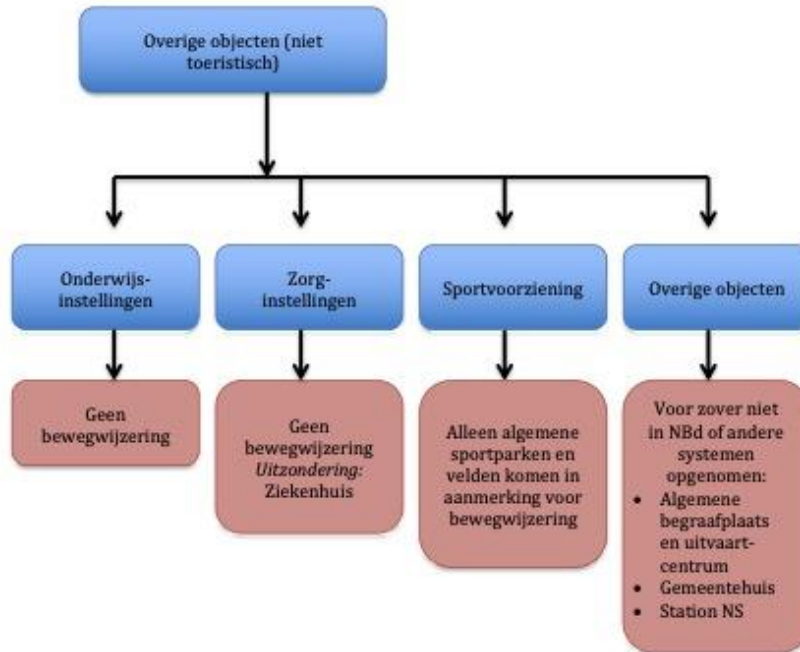 Overige objecten (niet
toeristisch)
Onderwijs-
instellingen
Zorg-
instellingen
Sportvoorziening
Overige objecten
Geen
bewegwijzering
Geen
bewegwijzering
Uitzondering:
Ziekenhuis
Alleen algemene
sportparken en
velden komen in
aanmerking voor
bewegwijzering
Voor zover niet
in NBd of andere
systemen
opgenomen:
• Algemene
begraafplaats
en uitvaart-
centrum
• Gemeentehuis
• Station NS